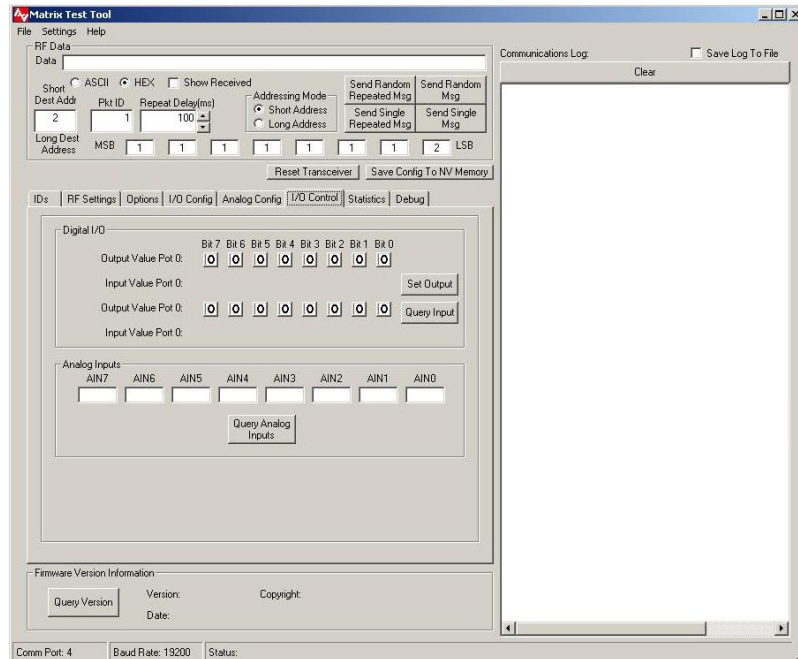 Matrix Test Tool
File Settings Help
RF Data
Data
ASCII HEX Show Received
Short Dest Addr
2
Pkt ID
1
Repeat Delay(ms)
100
Addressing Mode
Short Address
Long Address
Send Random Repeated Msg
Send Random Msg
Send Single Repeated Msg
Send Single Msg
Long Dest Address
MSB 1 1 1 1 1 1 1 2 LSB
Reset Transceiver Save Config To NV Memory
IDs RF Settings Options I/O Config Analog Config I/O Control Statistics Debug
Digital I/O
Bit 7 Bit 6 Bit 5 Bit 4 Bit 3 Bit 2 Bit 1 Bit 0
Output Value Pot 0: 0 0 0 0 0 0 0 0
Input Value Port 0:
Set Output
Output Value Pot 0: 0 0 0 0 0 0 0 0
Query Input
Input Value Port 0:
Analog Inputs
AIN7 AIN6 AIN5 AIN4 AIN3 AIN2 AIN1 AIN0
Query Analog Inputs
Firmware Version Information
Query Version
Version: Copyright:
Date:
Communications Log: Save Log To File
Clear
Comm Port: 4 Baud Rate: 19200 Status: